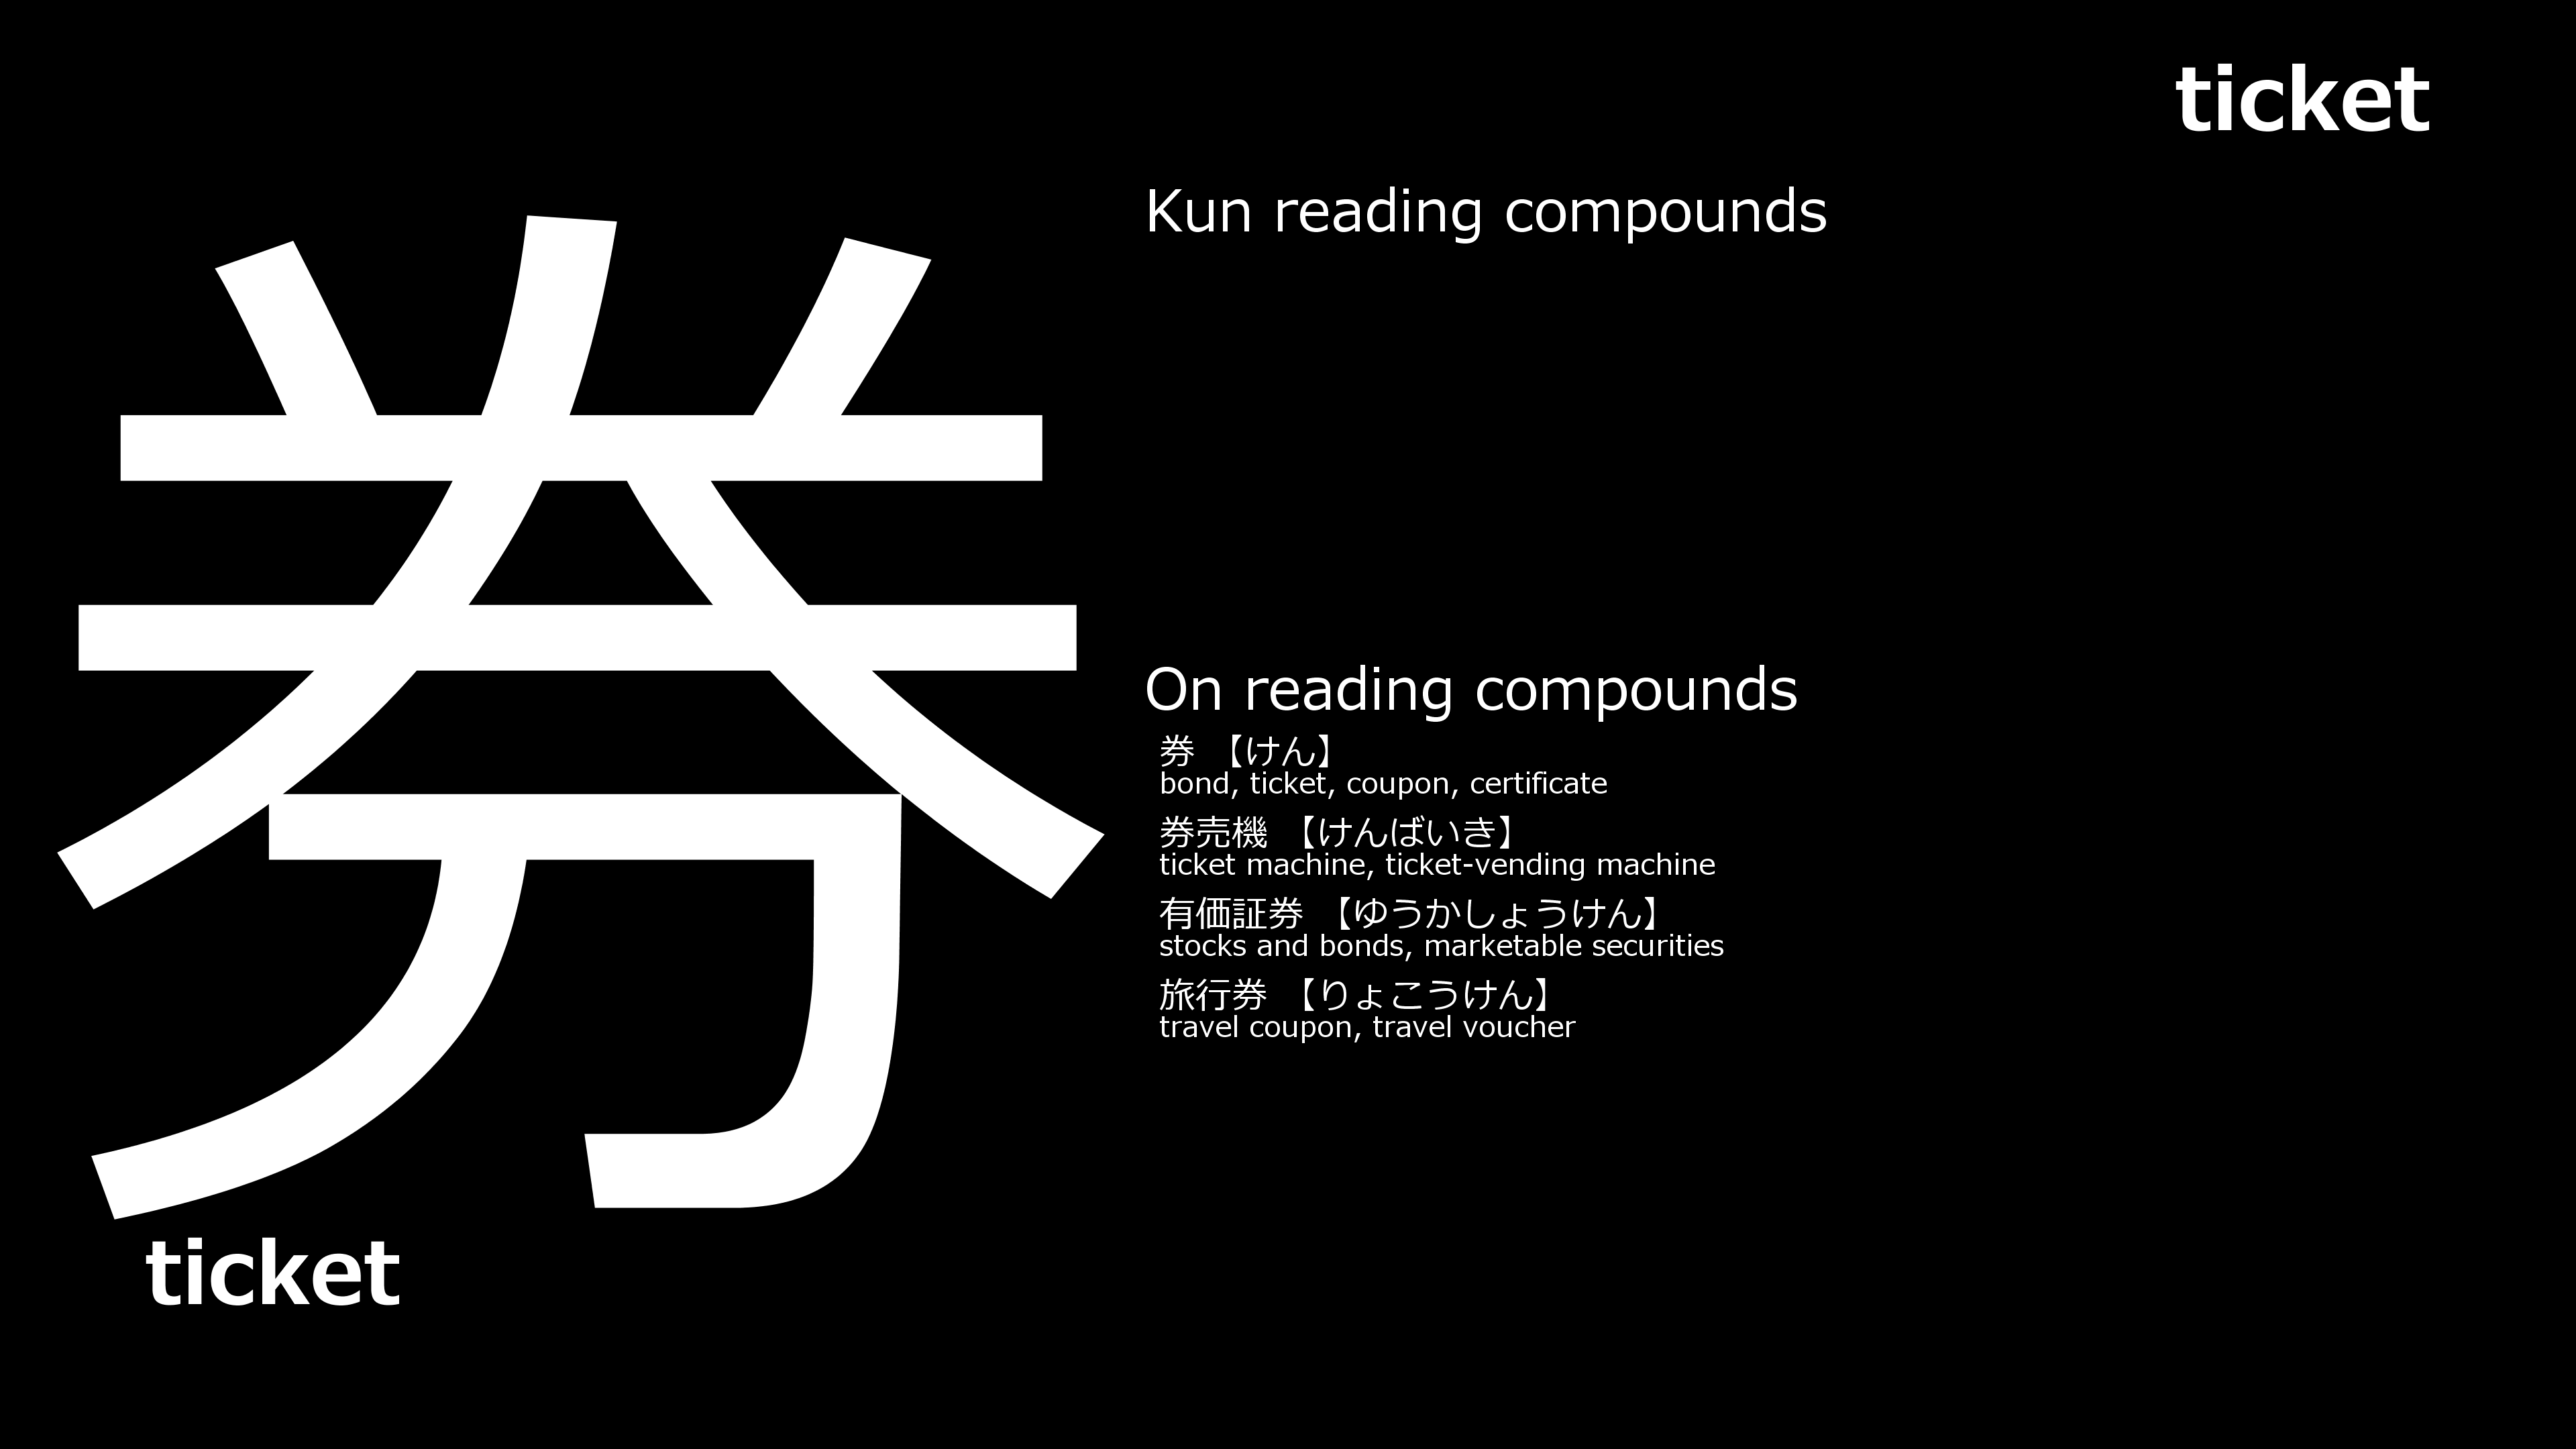 ticket
券
ticket
Kun reading compounds
On reading compounds
券 【けん】
bond, ticket, coupon, certificate
券売機 【けんばいき】
ticket machine, ticket-vending machine
有価証券 【ゆうかしょうけん】
stocks and bonds, marketable securities
旅行券 【りょこうけん】
travel coupon, travel voucher